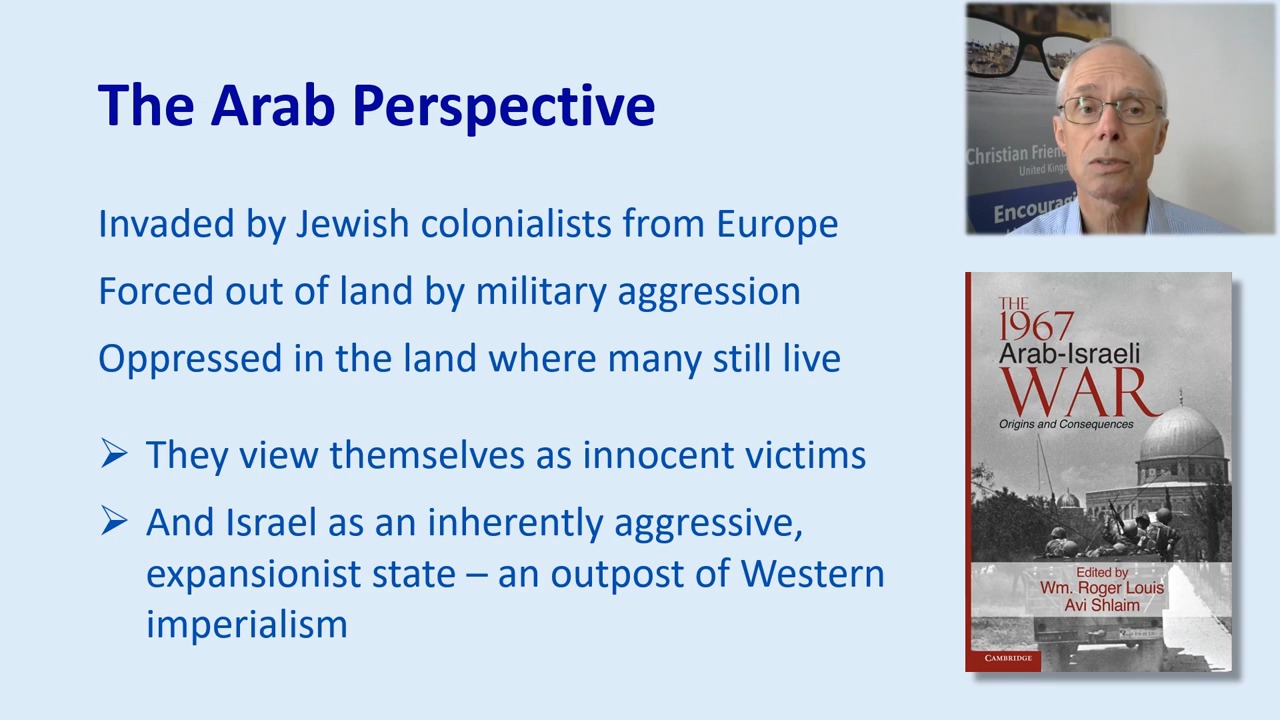 The Arab Perspective
Invaded by Jewish colonialists from Europe
Forced out of land by military aggression
Oppressed in the land where many still live
➢ They view themselves as innocent victims
➢ And Israel as an inherently aggressive,
expansionist state – an outpost of Western
imperialism
Christian
United
THE
1967
Arab-Israeli
WAR
Origins and Consequences
Edited by
Wm. Roger Louis
Avi Shlaim
CAMBRIDGE